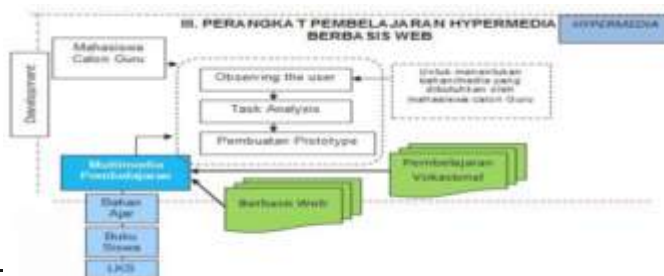 III. PERANGKAT PEMBELAJARAN HYPERMEDIA
BERBASIS WEB
HYPERMEDIA
Development
Mahasiswa
Calon Guru
Observing the user
Task Analysis
Pembuatan Prototype
Untuk menentukan
bahan/media yang
dibutuhkan oleh
mahasiswa calon Guru
Multimedia
Pembelajaran
Pembelajaran
Vokasional
Berbasis Web
Bahan
Ajar
Buku
Siswa
LKS